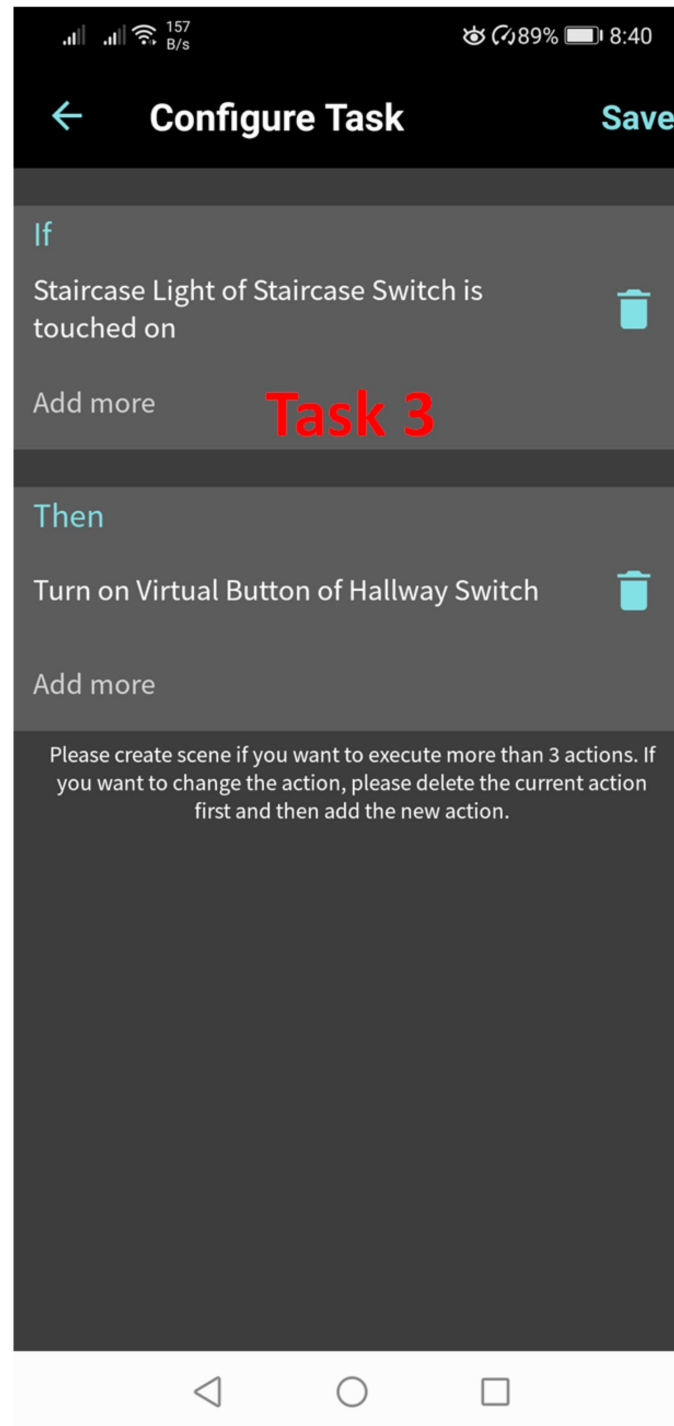 157
B/s
89%
8:40
Configure Task
Save
If
Staircase Light of Staircase Switch is
touched on
Add more
Task 3
Then
Turn on Virtual Button of Hallway Switch
Add more
Please create scene if you want to execute more than 3 actions. If
you want to change the action, please delete the current action
first and then add the new action.